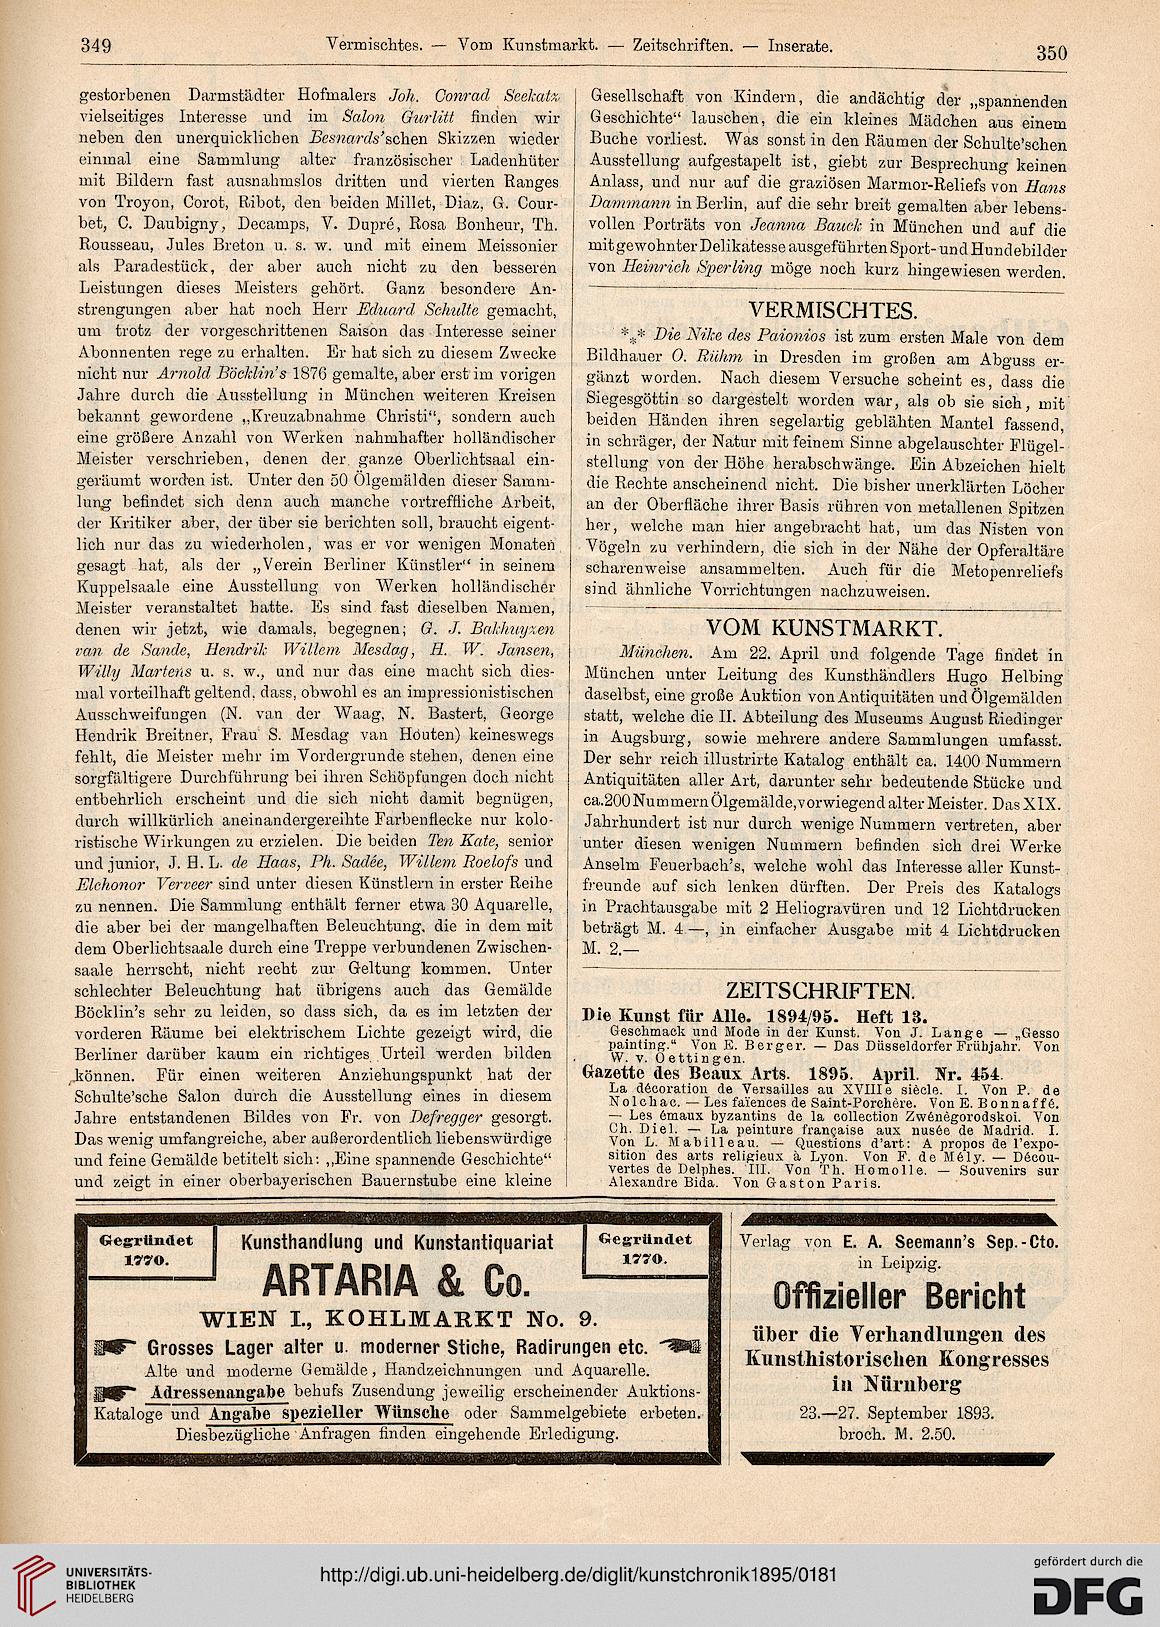 349
Vermischtes. — Vom Kunstmarkt. — Zeitschriften. — Inserate.
350
gestorbenen Darmstädter Hofmalers Joh. Conrad Seekatz
vielseitiges Interesse und im Salon Gurlitt finden wir
neben den unerquicklichen Besnards'schen Skizzen wieder
einmal eine Sammlung alter französischer Ladenhüter
mit Bildern fast ausnahmslos dritten und vierten Ranges
von Troyon, Corot, Ribot, den beiden Millet, Diaz, G. Cour-
bet, C. Daubigny, Decamps, V. Dupré, Rosa Bonheur, Th.
Rousseau, Jules Breton u. s. w. und mit einem Meissonier
als Paradestück, der aber auch nicht zu den besseren
Leistungen dieses Meisters gehört. Ganz besondere An-
strengungen aber hat noch Herr Eduard Schulte gemacht,
um trotz der vorgeschrittenen Saison das Interesse seiner
Abonnenten rege zu erhalten. Er hat sich zu diesem Zwecke
nicht nur Arnold Böcklin's 1876 gemalte, aber erst im vorigen
Jahre durch die Ausstellung in München weiteren Kreisen
bekannt gewordene „Kreuzabnahme Christi“, sondern auch
eine größere Anzahl von Werken nahmhafter holländischer
Meister verschrieben, denen der ganze Oberlichtsaal ein-
geräumt worden ist. Unter den 50 Ölgemälden dieser Samm-
lung befindet sich denn auch manche vortreffliche Arbeit,
der Kritiker aber, der über sie berichten soll, braucht eigent-
lich nur das zu wiederholen, was er vor wenigen Monaten
gesagt hat, als der „Verein Berliner Künstler“ in seinem
Kuppelsaale eine Ausstellung von Werken holländischer
Meister veranstaltet hatte. Es sind fast dieselben Namen,
denen wir jetzt, wie damals, begegnen; G. J. Bakhuyzen
van de Sande, Hendrik Willem Mesdag, H. W. Jansen,
Willy Martens u. s. w., und nur das eine macht sich dies-
mal vorteilhaft geltend, dass, obwohl es an impressionistischen
Ausschweifungen (N. van der Waag, N. Bastert, George
Hendrik Breitner, Frau S. Mesdag van Houten) keineswegs
fehlt, die Meister mehr im Vordergrunde stehen, denen eine
sorgfältigere Durchführung bei ihren Schöpfungen doch nicht
entbehrlich erscheint und die sich nicht damit begnügen,
durch willkürlich aneinandergereihte Farbenflecke nur kolo-
ristische Wirkungen zu erzielen. Die beiden Ten Kate, senior
und junior, J. H. L. de Haas, Ph. Sadée, Willem Roelofs und
Elchonor Verveer sind unter diesen Künstlern in erster Reihe
zu nennen. Die Sammlung enthält ferner etwa 30 Aquarelle,
die aber bei der mangelhaften Beleuchtung, die in dem mit
dem Oberlichtsaale durch eine Treppe verbundenen Zwischen-
saale herrscht, nicht recht zur Geltung kommen. Unter
schlechter Beleuchtung hat übrigens auch das Gemälde
Böcklin's sehr zu leiden, so dass sich, da es im letzten der
vorderen Räume bei elektrischem Lichte gezeigt wird, die
Berliner darüber kaum ein richtiges Urteil werden bilden
können. Für einen weiteren Anziehungspunkt hat der
Schulte'sche Salon durch die Ausstellung eines in diesem
Jahre entstandenen Bildes von Fr. von Defregger gesorgt.
Das wenig umfangreiche, aber außerordentlich liebenswürdige
und feine Gemälde betitelt sich: „Eine spannende Geschichte“
und zeigt in einer oberbayerischen Bauernstube eine kleine
Gesellschaft von Kindern, die andächtig der „spannenden
Geschichte“ lauschen, die ein kleines Mädchen aus einem
Buche vorliest. Was sonst in den Räumen der Schulte'schen
Ausstellung aufgestapelt ist, giebt zur Besprechung keinen
Anlass, und nur auf die graziösen Marmor-Reliefs von Hans
Dammann in Berlin, auf die sehr breit gemalten aber lebens-
vollen Porträts von Jeanna Bauck in München und auf die
mit gewohnter Delikatesse ausgeführten Sport- und Hundebilder
von Heinrich Sperling möge noch kurz hingewiesen werden.
VERMISCHTES.
*** Die Nike des Paionios ist zum ersten Male von dem
Bildhauer O. Rühm in Dresden im großen am Abguss er-
gänzt worden. Nach diesem Versuche scheint es, dass die
Siegesgöttin so dargestelt worden war, als ob sie sich, mit
beiden Händen ihren segelartig geblähten Mantel fassend,
in schräger, der Natur mit feinem Sinne abgelauschter Flügel-
stellung von der Höhe herabschwänge. Ein Abzeichen hielt
die Rechte anscheinend nicht. Die bisher unerklärten Löcher
an der Oberfläche ihrer Basis rühren von metallenen Spitzen
her, welche man hier angebracht hat, um das Nisten von
Vögeln zu verhindern, die sich in der Nähe der Opferaltäre
scharenweise ansammelten. Auch für die Metopenreliefs
sind ähnliche Vorrichtungen nachzuweisen.
VOM KUNSTMARKT.
München. Am 22. April und folgende Tage findet in
München unter Leitung des Kunsthändlers Hugo Helbing
daselbst, eine große Auktion von Antiquitäten und Ölgemälden
statt, welche die II. Abteilung des Museums August Riedinger
in Augsburg, sowie mehrere andere Sammlungen umfasst.
Der sehr reich illustrirte Katalog enthält ca. 1400 Nummern
Antiquitäten aller Art, darunter sehr bedeutende Stücke und
ca. 200 Nummern Ölgemälde, vorwiegend alter Meister. Das XIX.
Jahrhundert ist nur durch wenige Nummern vertreten, aber
unter diesen wenigen Nummern befinden sich drei Werke
Anselm Feuerbach's, welche wohl das Interesse aller Kunst-
freunde auf sich lenken dürften. Der Preis des Katalogs
in Prachtausgabe mit 2 Heliogravüren und 12 Lichtdrucken
beträgt M. 4—, in einfacher Ausgabe mit 4 Lichtdrucken
M. 2.—
ZEITSCHRIFTEN.
Die Kunst für Alle. 1894/95. Heft 13.
Geschmack und Mode in der Kunst. Von J. Lange — „Gesso
painting.“ Von E. Berger. — Das Düsseldorfer Frühjahr. Von
W. v. Oettingen.
Gazette des Beaux Arts. 1895. April. Nr. 454.
La décoration de Versailles au XVIIIe siècle. I. Von P. de
Nolhac. — Les faïences de Saint-Porchère. Von E. Bonnaffé.
— Les émaux byzantins de la collection Zwénègorodskoi. Von
Ch. Diel. — La peinture française aux nusée de Madrid. I.
Von L. Mabilleau. — Questions d'art: A propos de l'expo-
sition des arts religieux à Lyon. Von F. de Mély. — Décou-
vertes de Delphes. III. Von Th. Homolle. — Souvenirs sur
Alexandre Bida. Von Gaston Paris.
Gegründet
1770.
Kunsthandlung und Kunstantiquariat
Gegründet
1770.
ARTARIA & Co.
WIEN I., KOHLMARKT No. 9.
Grosses Lager alter u. moderner Stiche, Radirungen etc.
Alte und moderne Gemälde, Handzeichnungen und Aquarelle.
Adressenangabe behufs Zusendung jeweilig erscheinender Auktions-
Kataloge und Angabe spezieller Wünsche oder Sammelgebiete erbeten.
Diesbezügliche Anfragen finden eingehende Erledigung.
Verlag von E. A. Seemann's Sep.-Cto.
in Leipzig.
Offizieller Bericht
über die Verhandlungen des
Kunsthistorischen Kongresses
in Nürnberg
23.—27. September 1893.
broch. M. 2.50.
UNIVERSITÄTS-
BIBLIOTHEK
HEIDELBERG
http://digi.ub.uni-heidelberg.de/diglit/kunstchronik1895/0181
gefördert durch die
DFG